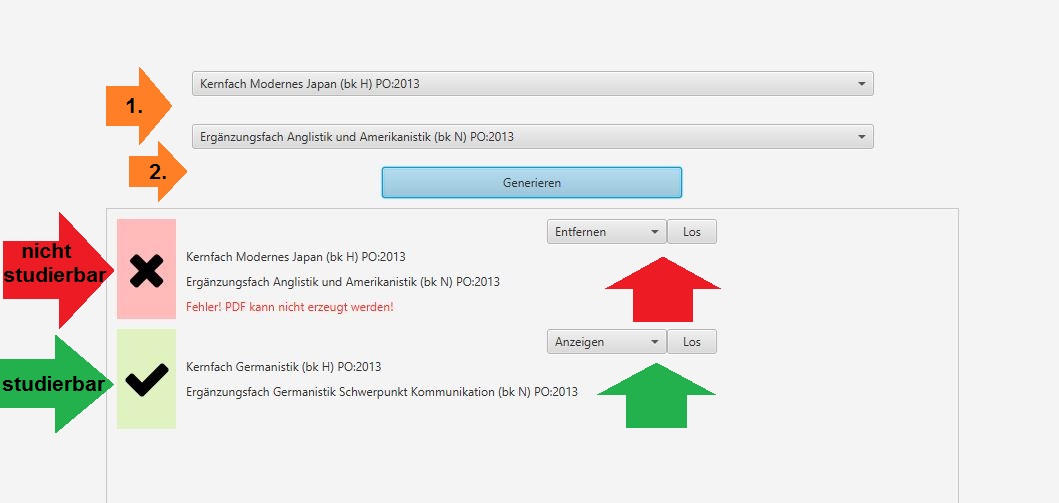 Kernfach Modernes Japan (bk H) PO:2013
1.
Ergänzungsfach Anglistik und Amerikanistik (bk N) PO:2013
2.
Generieren
nicht
studierbar
Entfernen Los
Kernfach Modernes Japan (bk H) PO:2013
Ergänzungsfach Anglistik und Amerikanistik (bk N) PO:2013
Fehler! PDF kann nicht erzeugt werden!
studierbar
Anzeigen Los
Kernfach Germanistik (bk H) PO:2013
Ergänzungsfach Germanistik Schwerpunkt Kommunikation (bk N) PO:2013